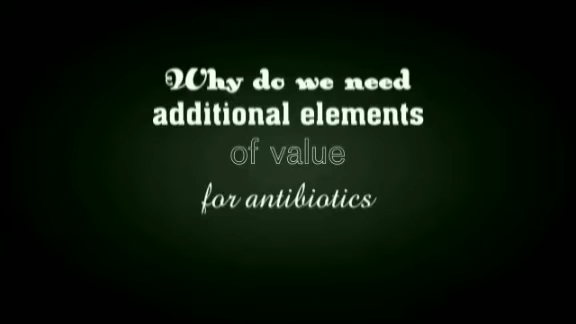 Why do we need
additional elements
of value
for antibiotics